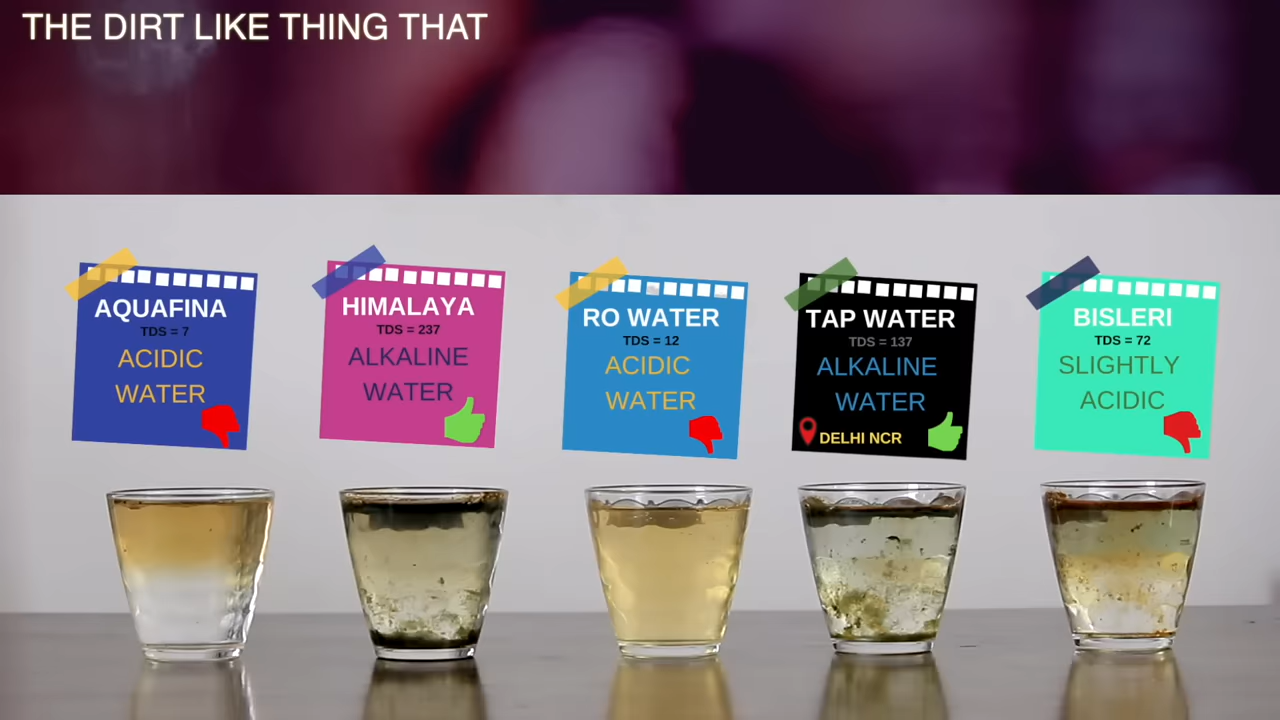 THE DIRT LIKE THING THAT
AQUAFINA
TDS = 7
ACIDIC
WATER
HIMALAYA
TDS = 237
ALKALINE
WATER
RO WATER
TDS = 12
ACIDIC
WATER
TAP WATER
TDS = 137
ALKALINE
WATER
DELHI NCR
BISLERI
TDS = 72
SLIGHTLY
ACIDIC